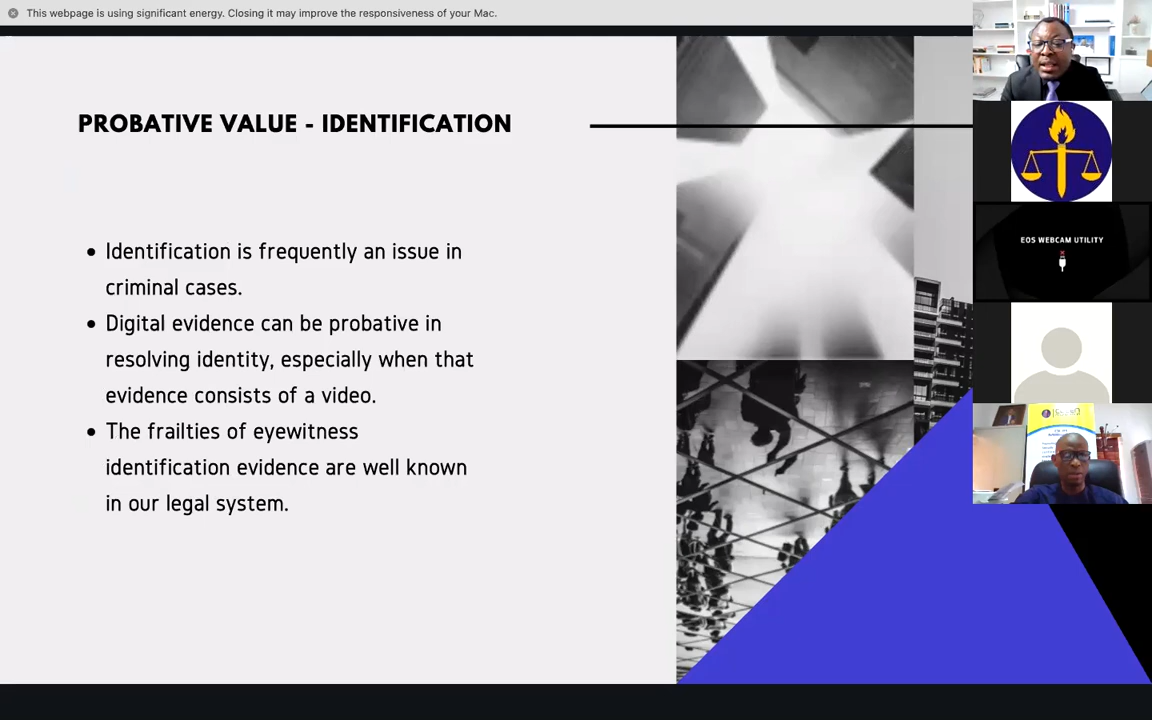 This webpage is using significant energy. Closing it may improve the responsiveness of your Mac.
PROBATIVE VALUE - IDENTIFICATION
• Identification is frequently an issue in
criminal cases.
• Digital evidence can be probative in
resolving identity, especially when that
evidence consists of a video.
• The frailties of eyewitness
identification evidence are well known
in our legal system.
EOS WEBCAM UTILITY